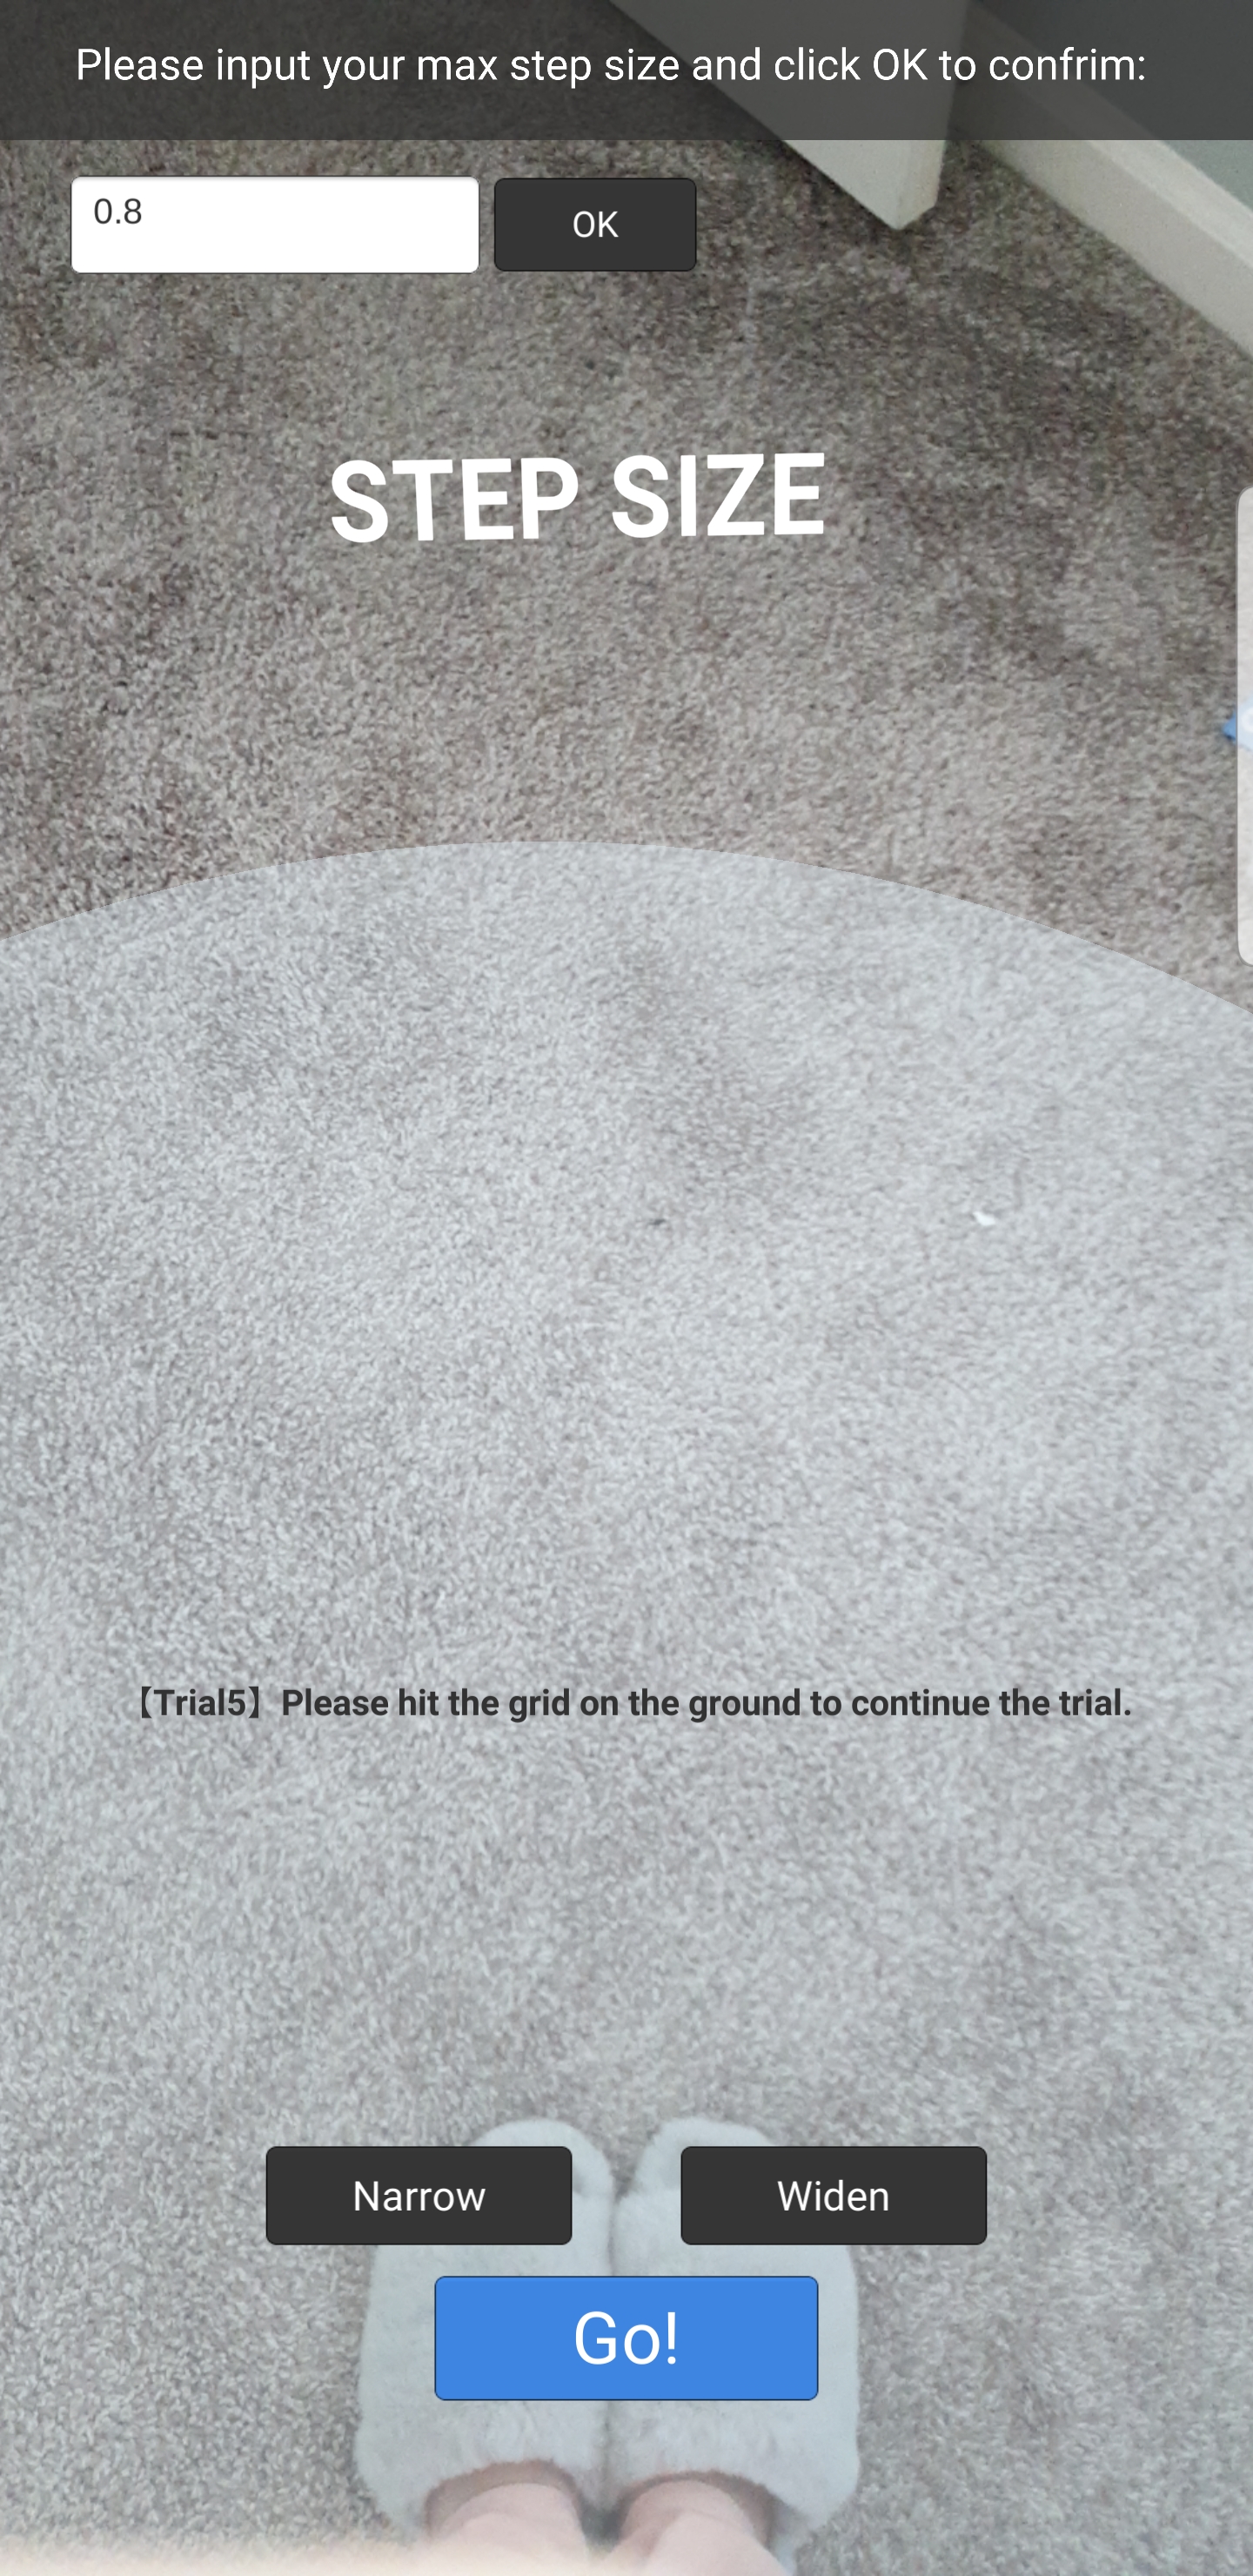 Please input your max step size and click OK to confrim:
0.8
OK
STEP SIZE
【Trial5】Please hit the grid on the ground to continue the trial.
Narrow
Widen
Go!